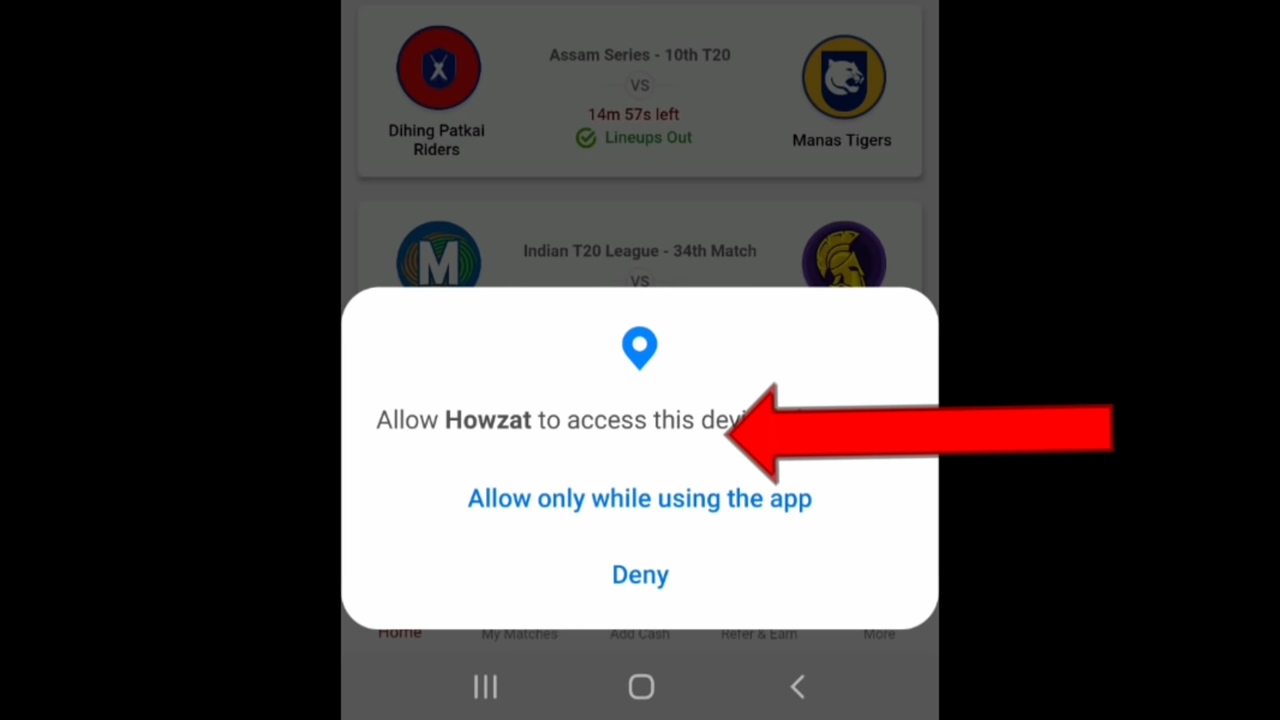 Assam Series - 10th T20
VS
14m 57s left
Lineups Out
Dihing Patkai
Riders
Manas Tigers
M
Indian T20 League - 34th Match
VS
Allow Howzat to access this
Allow only while using the app
Deny
Home My Matches Add Cash Refer & Earn More